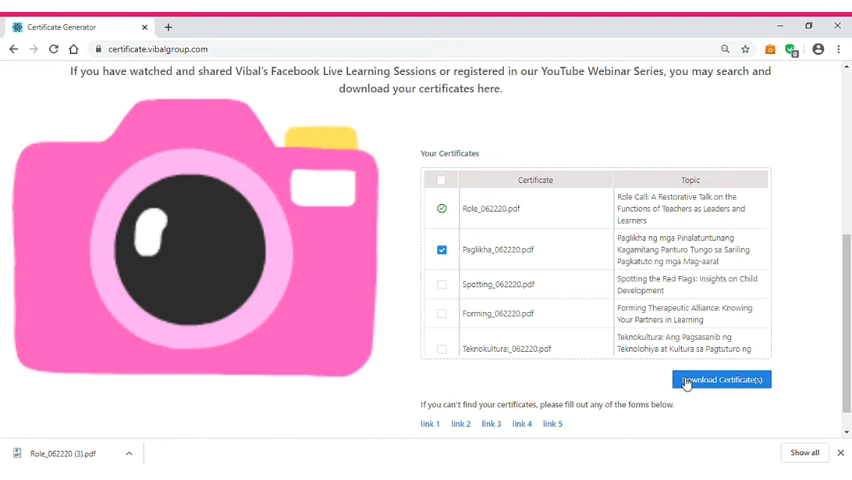 Certificate Generator
certificate.vibalgroup.com
If you have watched and shared Vibal's Facebook Live Learning Sessions or registered in our YouTube Webinar Series, you may search and
download your certificates here.
Your Certificates
Certificate Topic
Role_062220.pdf
Role Call: A Restorative Talk on the
Functions of Teachers as Leaders and
Learners
Paglikha_062220.pdf
Paglikha ng mga Pinalatuntunang
Kagamitang Panturo Tungo sa Sariling
Pagkatuto ng mga Mag-aaral
Spotting_062220.pdf
Spotting the Red Flags: Insights on Child
Development
Forming_062220.pdf
Forming Therapeutic Alliance: Knowing
Your Partners in Learning
Teknokultura:_062220.pdf
Teknokultura: Ang Pagsasanib ng
Teknolohiya at Kultura sa Pagtuturo ng
Download Certificate(s)
If you can't find your certificates, please fill out any of the forms below.
link 1 link 2 link 3 link 4 link 5
Role_062220 (3).pdf
Show all